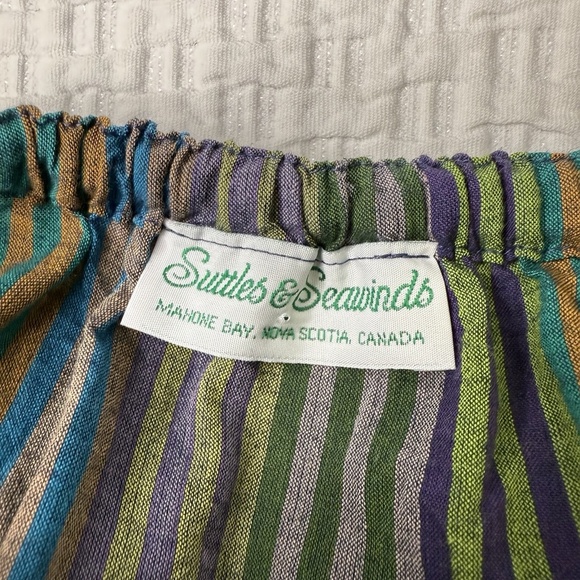 Suttles & Seawinds
MAHONE BAY, NOVA SCOTIA, CANADA